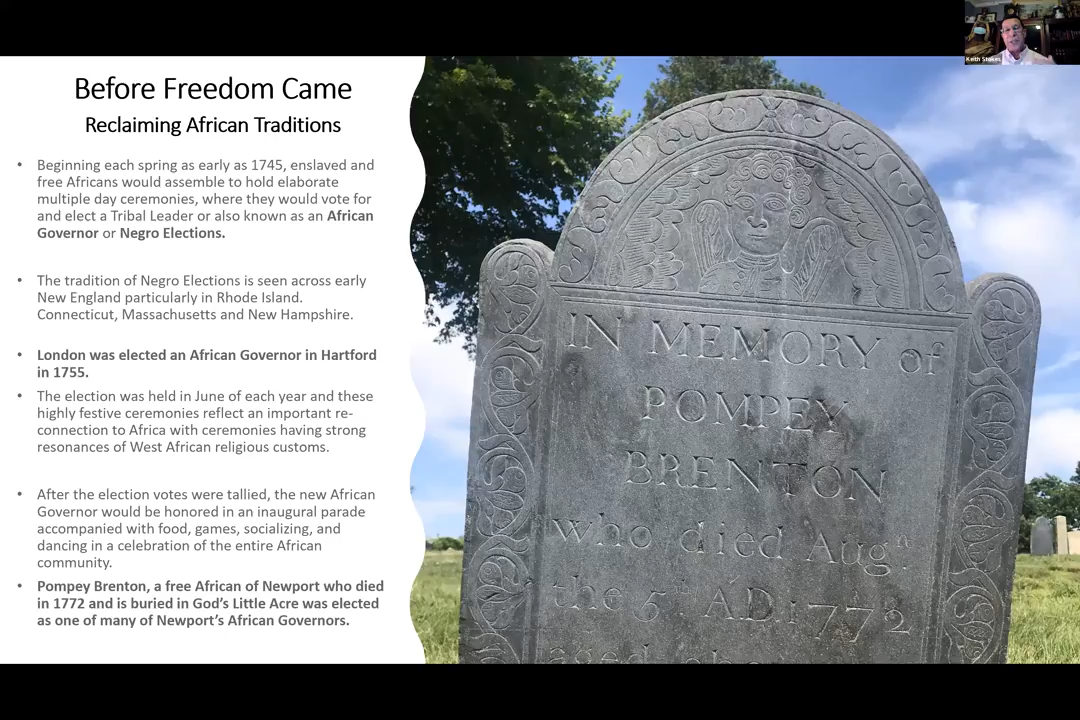 Before Freedom Came
Reclaiming African Traditions
• Beginning each spring as early as 1745, enslaved and
free Africans would assemble to hold elaborate
multiple day ceremonies, where they would vote for
and elect a Tribal Leader or also known as an African
Governor or Negro Elections.
• The tradition of Negro Elections is seen across early
New England particularly in Rhode Island.
Connecticut, Massachusetts and New Hampshire.
• London was elected an African Governor in Hartford
in 1755.
• The election was held in June of each year and these
highly festive ceremonies reflect an important re-
connection to Africa with ceremonies having strong
resonances of West African religious customs.
• After the election votes were tallied, the new African
Governor would be honored in an inaugural parade
accompanied with food, games, socializing, and
dancing in a celebration of the entire African
community.
• Pompey Brenton, a free African of Newport who died
in 1772 and is buried in God's Little Acre was elected
as one of many of Newport's African Governors.
IN MEMORY of
POMPEY
BRENTON
who died Augst
the 5th AD.1772
aged
Keith Stokes